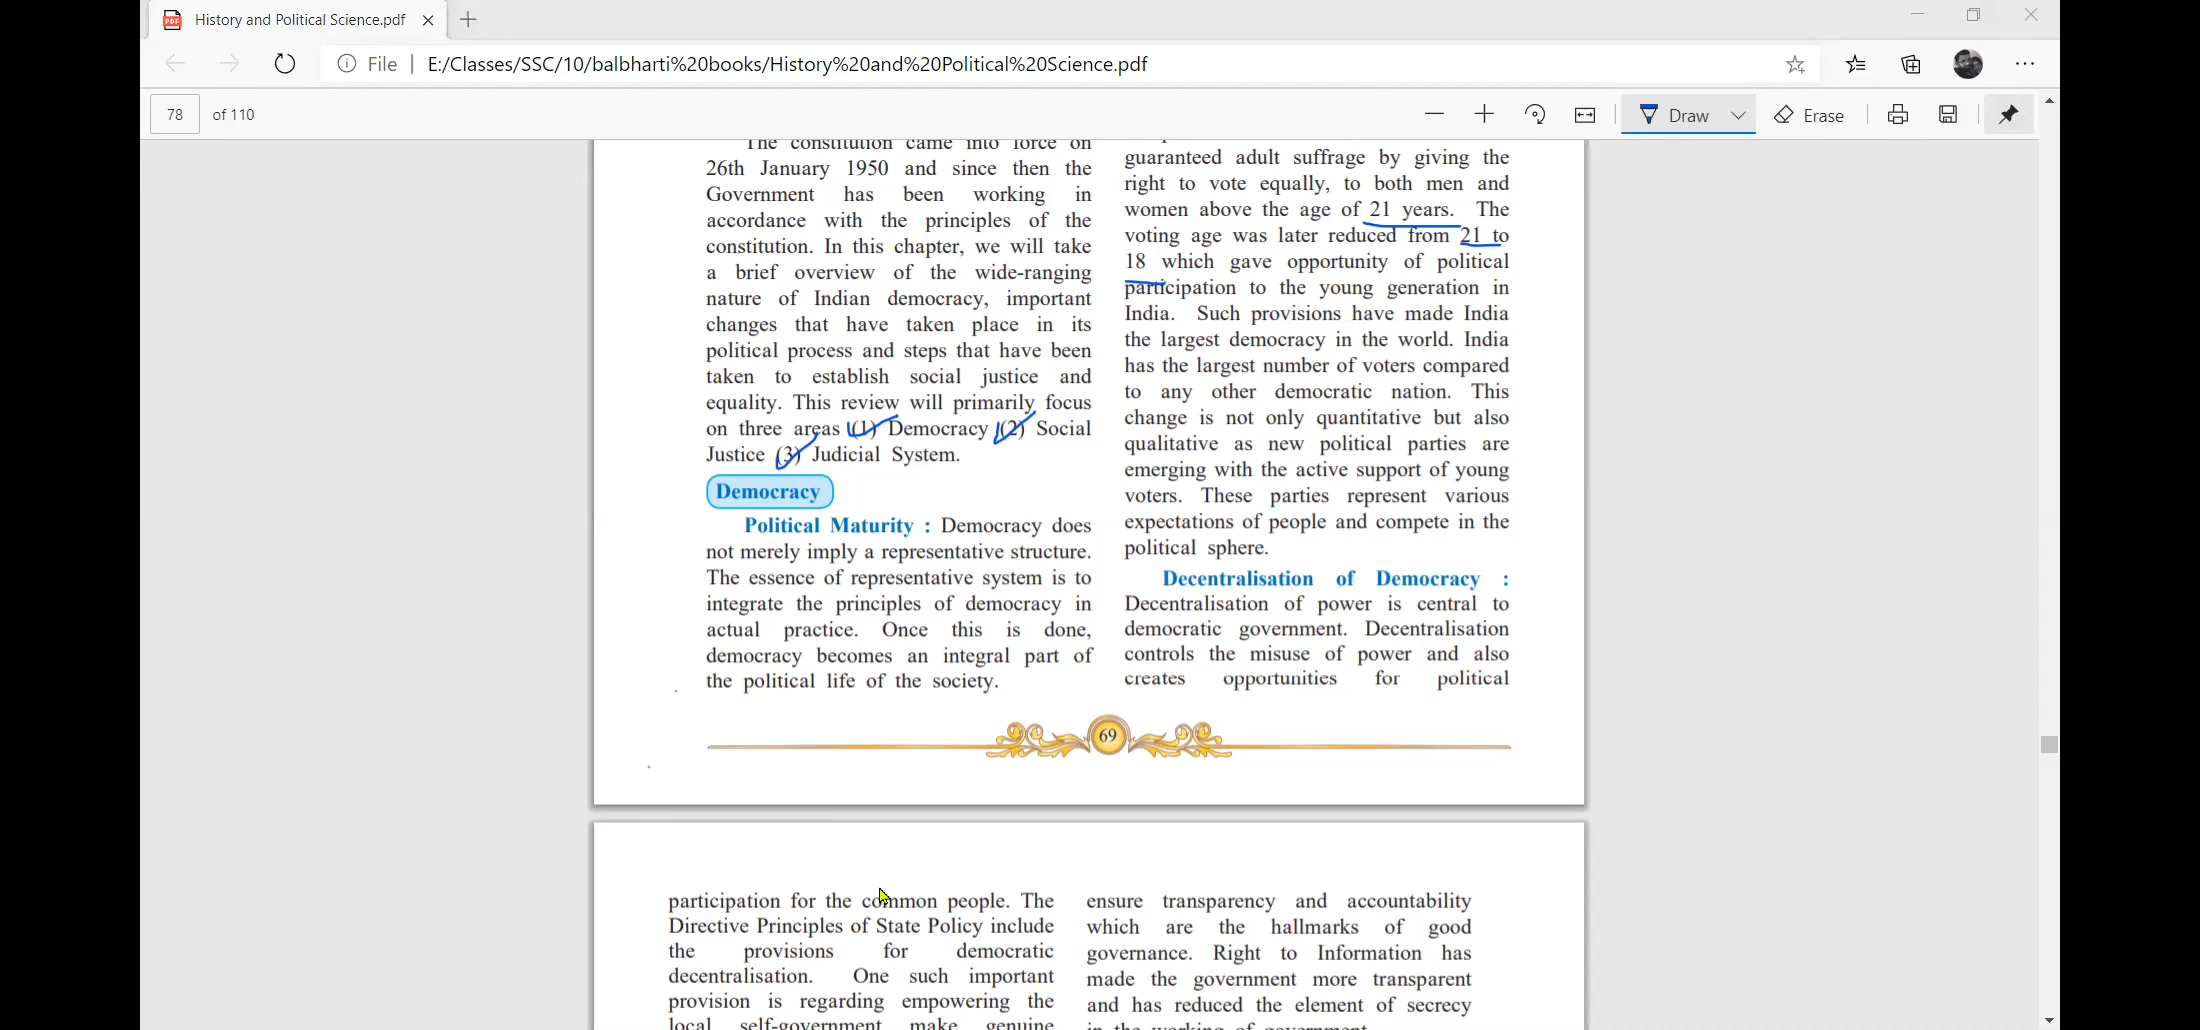 History and Political Science.pdf
File | E:/Classes/SSC/10/balbharti%20books/History%20and%20Political%20Science.pdf
78 of 110
Draw
Erase
The constitution came into force on
26th January 1950 and since then the
Government has been working in
accordance with the principles of the
constitution. In this chapter, we will take
a brief overview of the wide-ranging
nature of Indian democracy, important
changes that have taken place in its
political process and steps that have been
taken to establish social justice and
equality. This review will primarily focus
on three areas (1) Democracy (2) Social
Justice (3) Judicial System.
Democracy
Political Maturity : Democracy does
not merely imply a representative structure.
The essence of representative system is to
integrate the principles of democracy in
actual practice. Once this is done,
democracy becomes an integral part of
the political life of the society.
guaranteed adult suffrage by giving the
right to vote equally, to both men and
women above the age of 21 years. The
voting age was later reduced from 21 to
18 which gave opportunity of political
participation to the young generation in
India. Such provisions have made India
the largest democracy in the world. India
has the largest number of voters compared
to any other democratic nation. This
change is not only quantitative but also
qualitative as new political parties are
emerging with the active support of young
voters. These parties represent various
expectations of people and compete in the
political sphere.
Decentralisation of Democracy :
Decentralisation of power is central to
democratic government. Decentralisation
controls the misuse of power and also
creates opportunities for political
69
participation for the common people. The
Directive Principles of State Policy include
the provisions for democratic
decentralisation. One such important
provision is regarding empowering the
local self-government make genuine
ensure transparency and accountability
which are the hallmarks of good
governance. Right to Information has
made the government more transparent
and has reduced the element of secrecy
in the working of government.